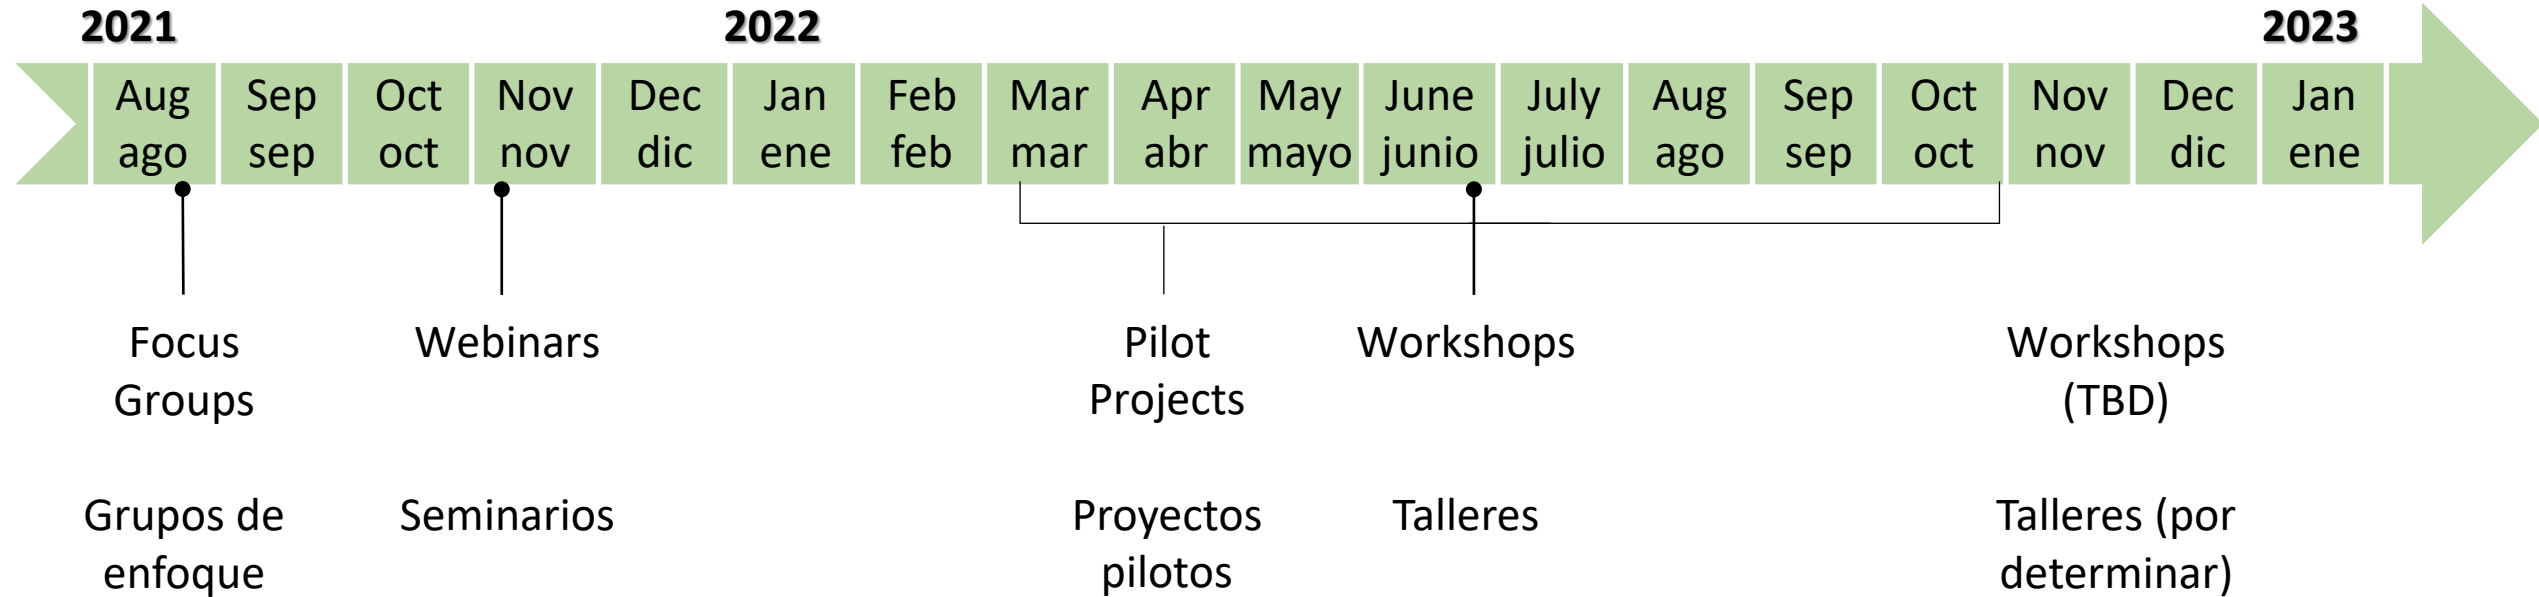 2021 2022 2023
Aug Sep Oct Nov Dec Jan Feb Mar Apr May June July Aug Sep Oct Nov Dec Jan
ago sep oct nov dic ene feb mar abr mayo junio julio ago sep oct nov dic ene
Focus Webinars Pilot Workshops Workshops
Groups Projects (TBD)
Grupos de Seminarios Proyectos Talleres Talleres (por
enfoque pilotos determinar)